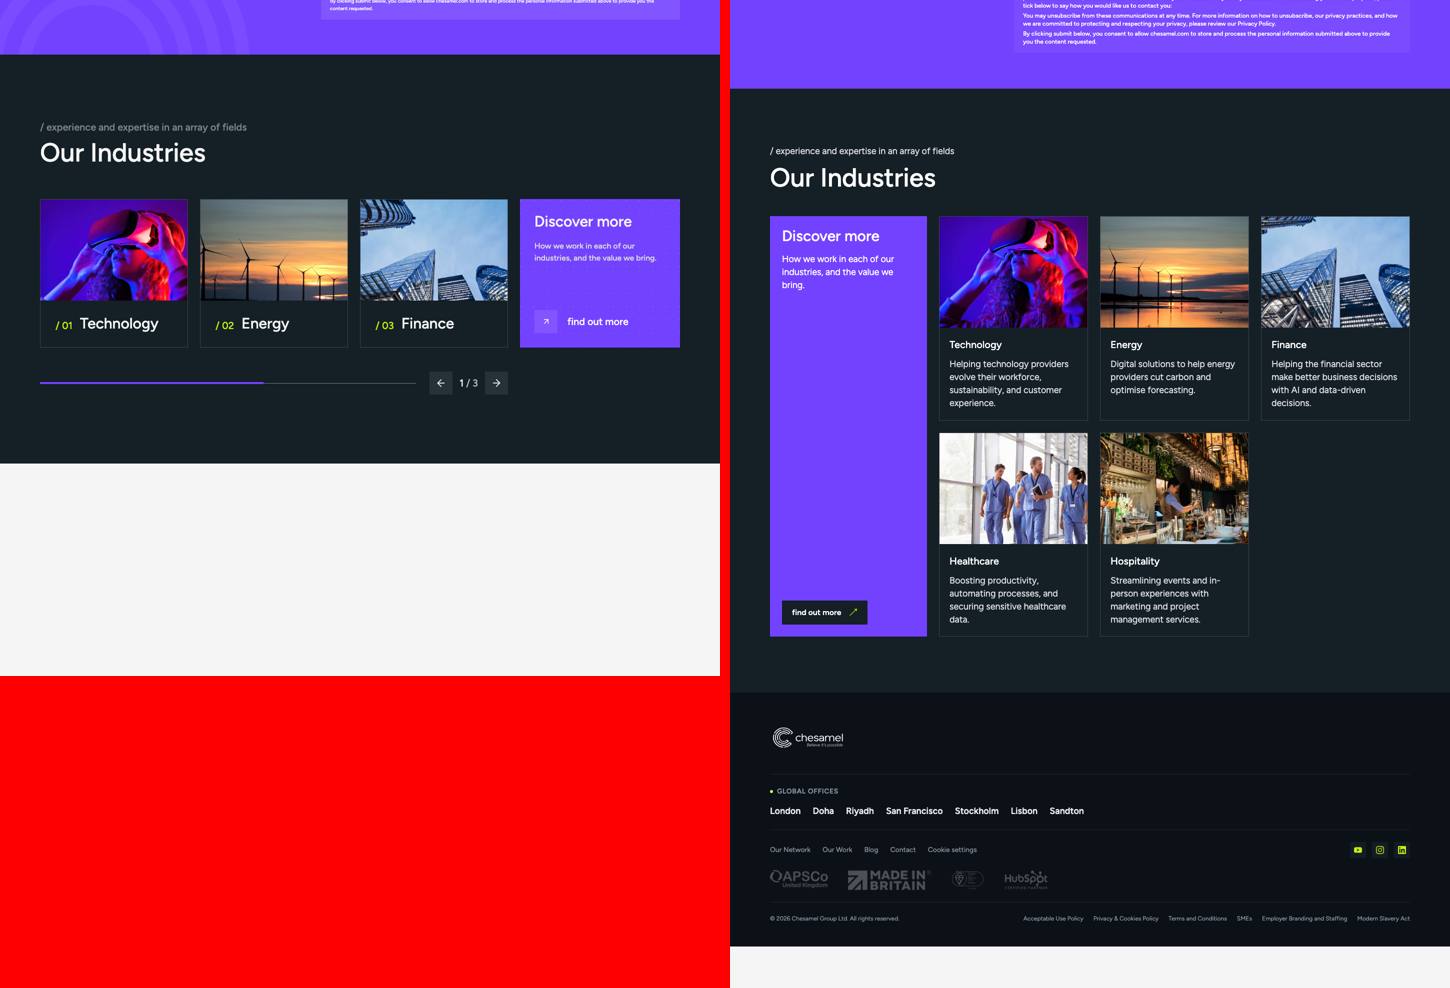 By clicking submit below, you consent to allow chesamel.com to store and process the personal information submitted above to provide you the
content requested.
/ experience and expertise in an array of fields
Our Industries
/ 01 Technology
/ 02 Energy
/ 03 Finance
Discover more
How we work in each of our
industries, and the value we bring.
find out more
1 / 3
tick below to say how you would like us to contact you:
You may unsubscribe from these communications at any time. For more information on how to unsubscribe, our privacy practices, and how
we are committed to protecting and respecting your privacy, please review our Privacy Policy.
By clicking submit below, you consent to allow chesamel.com to store and process the personal information submitted above to provide
you the content requested.
/ experience and expertise in an array of fields
Our Industries
Discover more
How we work in each of our
industries, and the value we
bring.
find out more
Technology
Helping technology providers
evolve their workforce,
sustainability, and customer
experience.
Energy
Digital solutions to help energy
providers cut carbon and
optimise forecasting.
Finance
Helping the financial sector
make better business decisions
with AI and data-driven
decisions.
Healthcare
Boosting productivity,
automating processes, and
securing sensitive healthcare
data.
Hospitality
Streamlining events and in-
person experiences with
marketing and project
management services.
chesamel
Believe it's possible
GLOBAL OFFICES
London Doha Riyadh San Francisco Stockholm Lisbon Sandton
Our Network Our Work Blog Contact Cookie settings
APSCo
United Kingdom
MADE IN
BRITAIN
HubSpot
CERTIFIED PARTNER
© 2026 Chesamel Group Ltd. All rights reserved.
Acceptable Use Policy Privacy & Cookies Policy Terms and Conditions SMEs Employer Branding and Staffing Modern Slavery Act